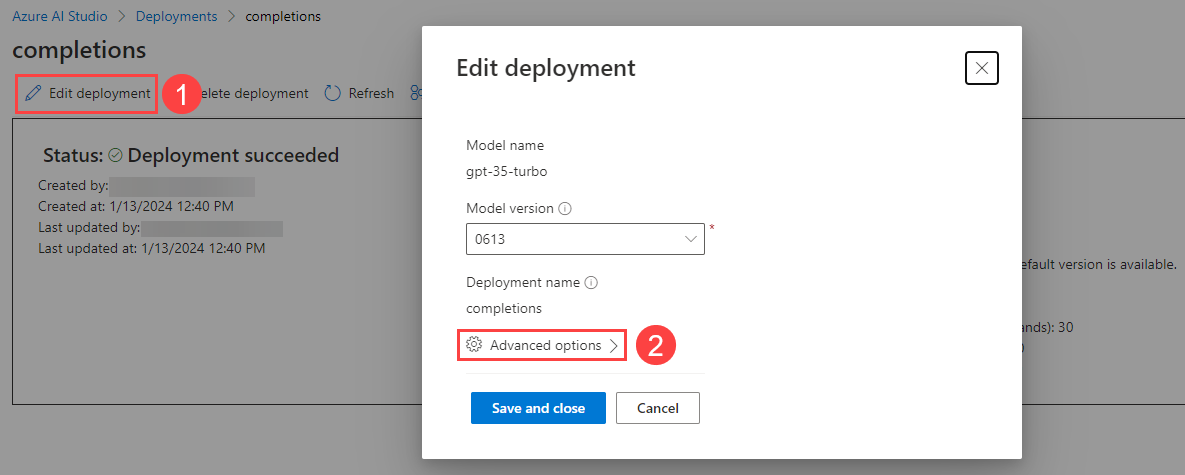 Azure AI Studio > Deployments > completions
completions
Edit deployment 1 elete deployment Refresh
Status: Deployment succeeded
Created by:
Created at: 1/13/2024 12:40 PM
Last updated by:
Last updated at: 1/13/2024 12:40 PM
efault version is available.
ands): 30
0
Edit deployment
Model name
gpt-35-turbo
Model version
0613
*
Deployment name
completions
Advanced options > 2
Save and close Cancel